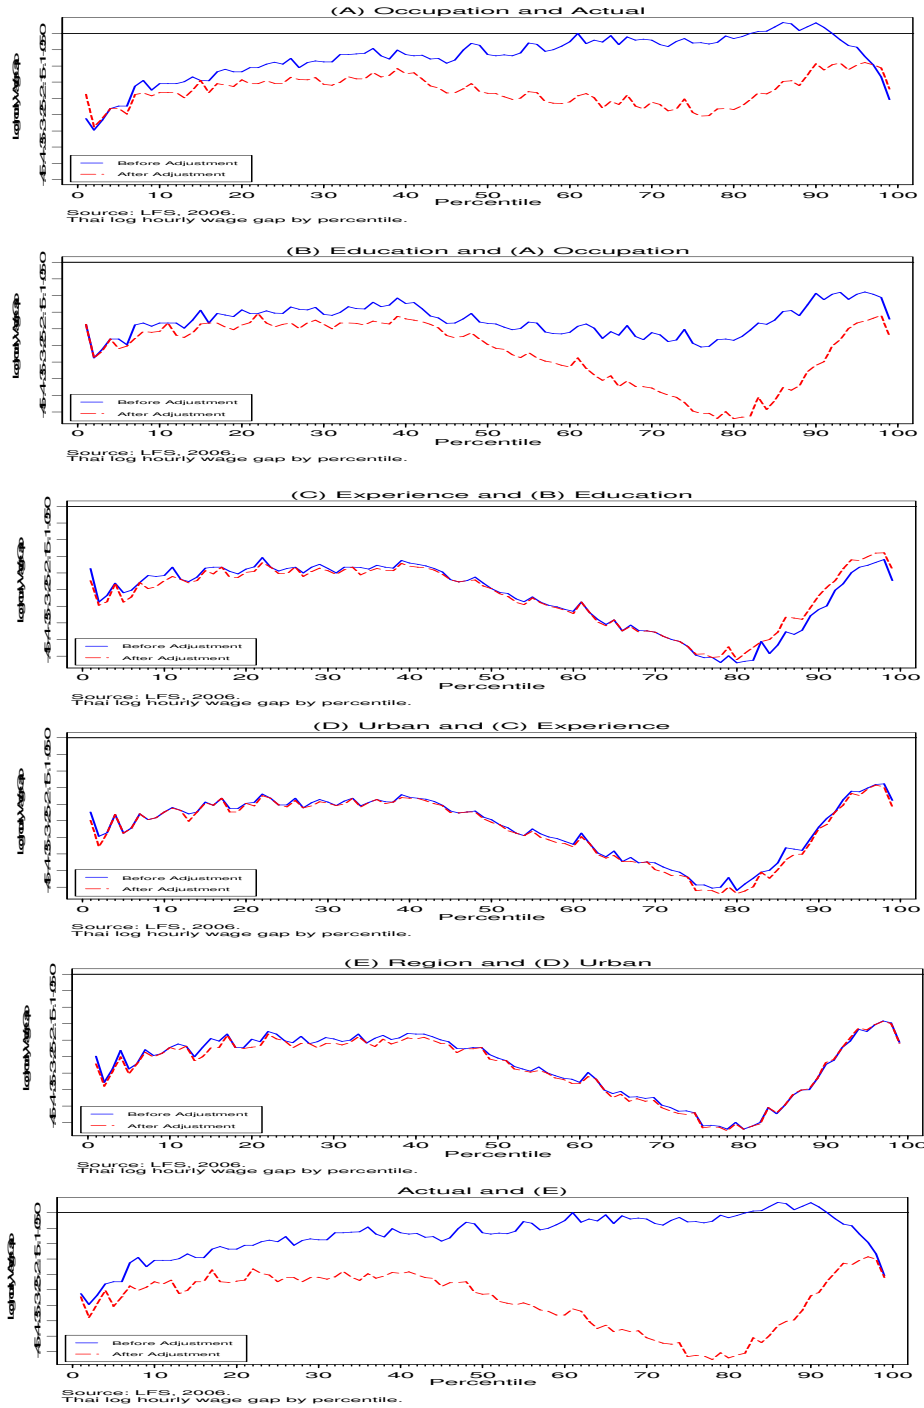 (A) Occupation and Actual
Before Adjustment
After Adjustment
0 10 20 30 40 50 60 70 80 90 100
Percentile
Source: LFS, 2006.
Thai log hourly wage gap by percentile.
(B) Education and (A) Occupation
Before Adjustment
After Adjustment
0 10 20 30 40 50 60 70 80 90 100
Percentile
Source: LFS, 2006.
Thai log hourly wage gap by percentile.
(C) Experience and (B) Education
Before Adjustment
After Adjustment
0 10 20 30 40 50 60 70 80 90 100
Percentile
Source: LFS, 2006.
Thai log hourly wage gap by percentile.
(D) Urban and (C) Experience
Before Adjustment
After Adjustment
0 10 20 30 40 50 60 70 80 90 100
Percentile
Source: LFS, 2006.
Thai log hourly wage gap by percentile.
(E) Region and (D) Urban
Before Adjustment
After Adjustment
0 10 20 30 40 50 60 70 80 90 100
Percentile
Source: LFS, 2006.
Thai log hourly wage gap by percentile.
Actual and (E)
Before Adjustment
After Adjustment
0 10 20 30 40 50 60 70 80 90 100
Percentile
Source: LFS, 2006.
Thai log hourly wage gap by percentile.